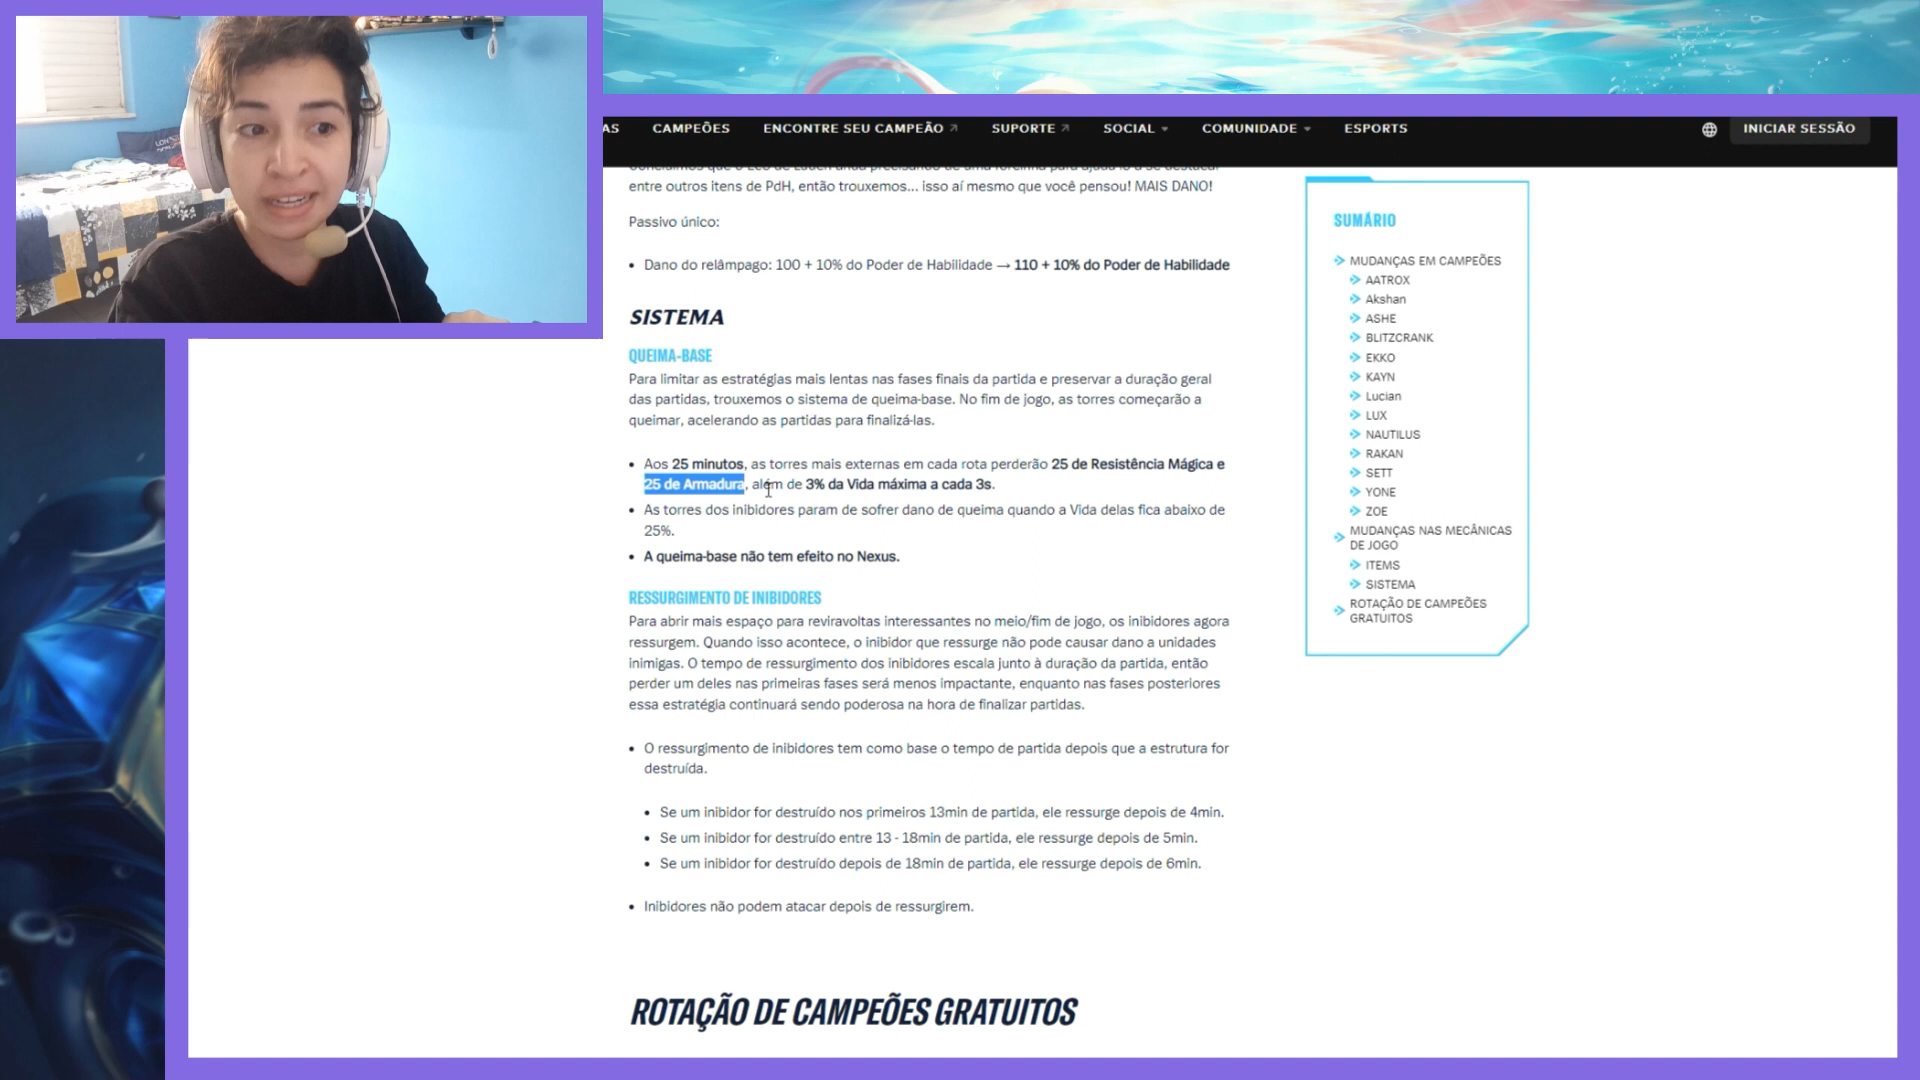 AS
CAMPEÕES
ENCONTRE SEU CAMPEÃO
SUPORTE
SOCIAL
COMUNIDADE
ESPORTS
INICIAR SESSÃO
entre outros itens de PdH, então trouxemos... isso aí mesmo que você pensou! MAIS DANO!
Passivo único:
• Dano do relâmpago: 100 + 10% do Poder de Habilidade → 110 + 10% do Poder de Habilidade
SISTEMA
QUEIMA-BASE
Para limitar as estratégias mais lentas nas fases finais da partida e preservar a duração geral
das partidas, trouxemos o sistema de queima-base. No fim de jogo, as torres começarão a
queimar, acelerando as partidas para finalizá-las.
• Aos 25 minutos, as torres mais externas em cada rota perderão 25 de Resistência Mágica e
25 de Armadura, além de 3% da Vida máxima a cada 3s.
• As torres dos inibidores param de sofrer dano de queima quando a Vida delas fica abaixo de
25%.
• A queima-base não tem efeito no Nexus.
RESSURGIMENTO DE INIBIDORES
Para abrir mais espaço para reviravoltas interessantes no meio/fim de jogo, os inibidores agora
ressurgem. Quando isso acontece, o inibidor que ressurge não pode causar dano a unidades
inimigas. O tempo de ressurgimento dos inibidores escala junto à duração da partida, então
perder um deles nas primeiras fases será menos impactante, enquanto nas fases posteriores
essa estratégia continuará sendo poderosa na hora de finalizar partidas.
• O ressurgimento de inibidores tem como base o tempo de partida depois que a estrutura for
destruída.
• Se um inibidor for destruído nos primeiros 13min de partida, ele ressurge depois de 4min.
• Se um inibidor for destruído entre 13 - 18min de partida, ele ressurge depois de 5min.
• Se um inibidor for destruído depois de 18min de partida, ele ressurge depois de 6min.
• Inibidores não podem atacar depois de ressurgirem.
ROTAÇÃO DE CAMPEÕES GRATUITOS
SUMÁRIO
MUDANÇAS EM CAMPEÕES
AATROX
Akshan
ASHE
BLITZCRANK
EKKO
KAYN
Lucian
LUX
NAUTILUS
RAKAN
SETT
YONE
ZOE
MUDANÇAS NAS MECÂNICAS
DE JOGO
ITEMS
SISTEMA
ROTAÇÃO DE CAMPEÕES
GRATUITOS